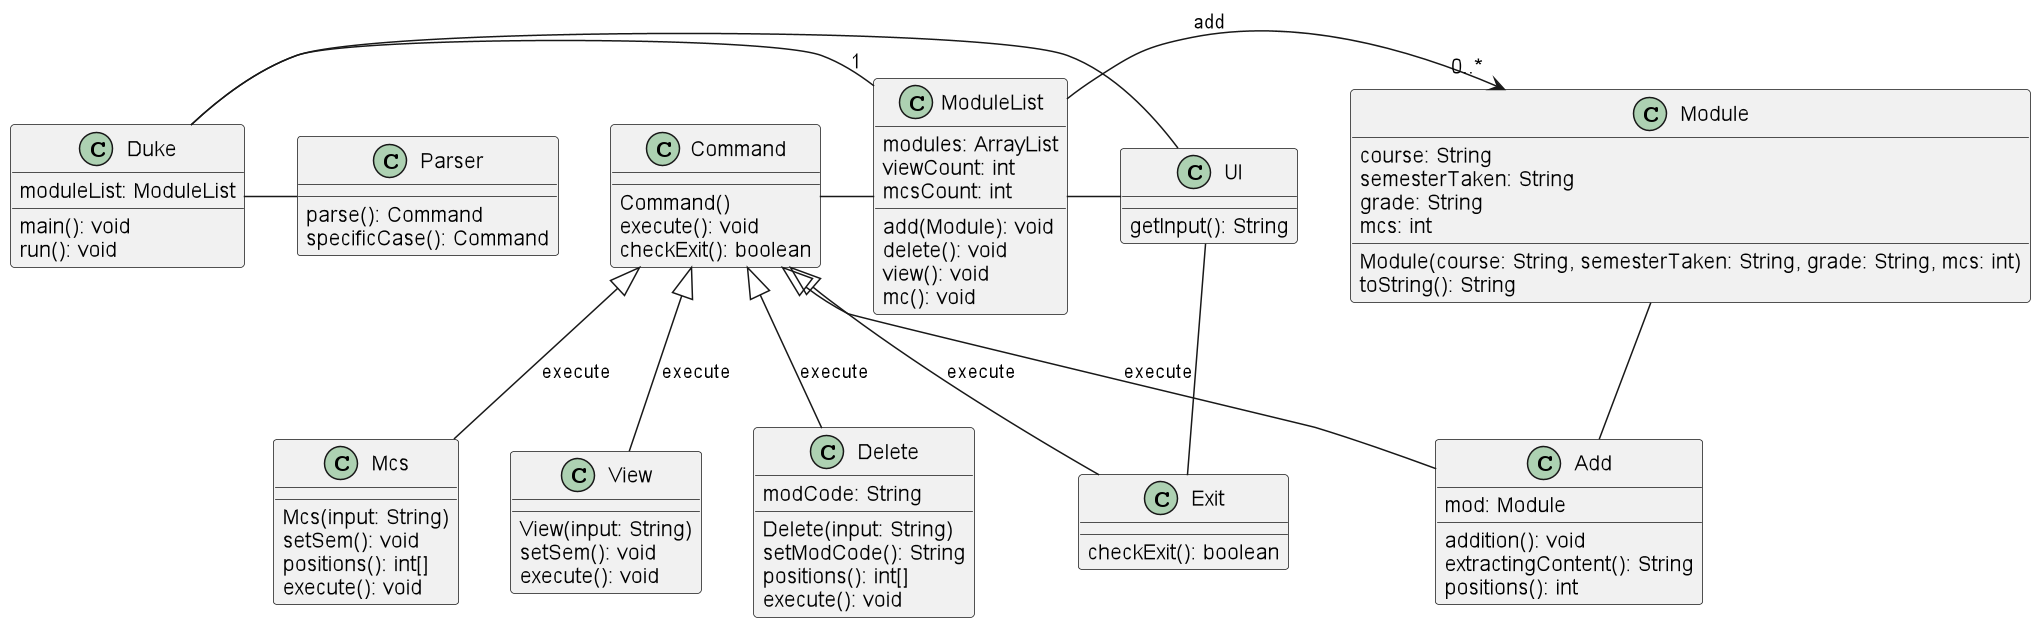 add
1
0..*
C Duke
moduleList: ModuleList
main(): void
run(): void
C Parser
parse(): Command
specificCase(): Command
C Command
Command()
execute(): void
checkExit(): boolean
C ModuleList
modules: ArrayList
viewCount: int
mcsCount: int
add(Module): void
delete(): void
view(): void
mc(): void
C UI
getInput(): String
C Module
course: String
semesterTaken: String
grade: String
mcs: int
Module(course: String, semesterTaken: String, grade: String, mcs: int)
toString(): String
execute
execute
execute
execute
execute
C Mcs
Mcs(input: String)
setSem(): void
positions(): int[]
execute(): void
C View
View(input: String)
setSem(): void
execute(): void
C Delete
modCode: String
Delete(input: String)
setModCode(): String
positions(): int[]
execute(): void
C Exit
checkExit(): boolean
C Add
mod: Module
addition(): void
extractingContent(): String
positions(): int